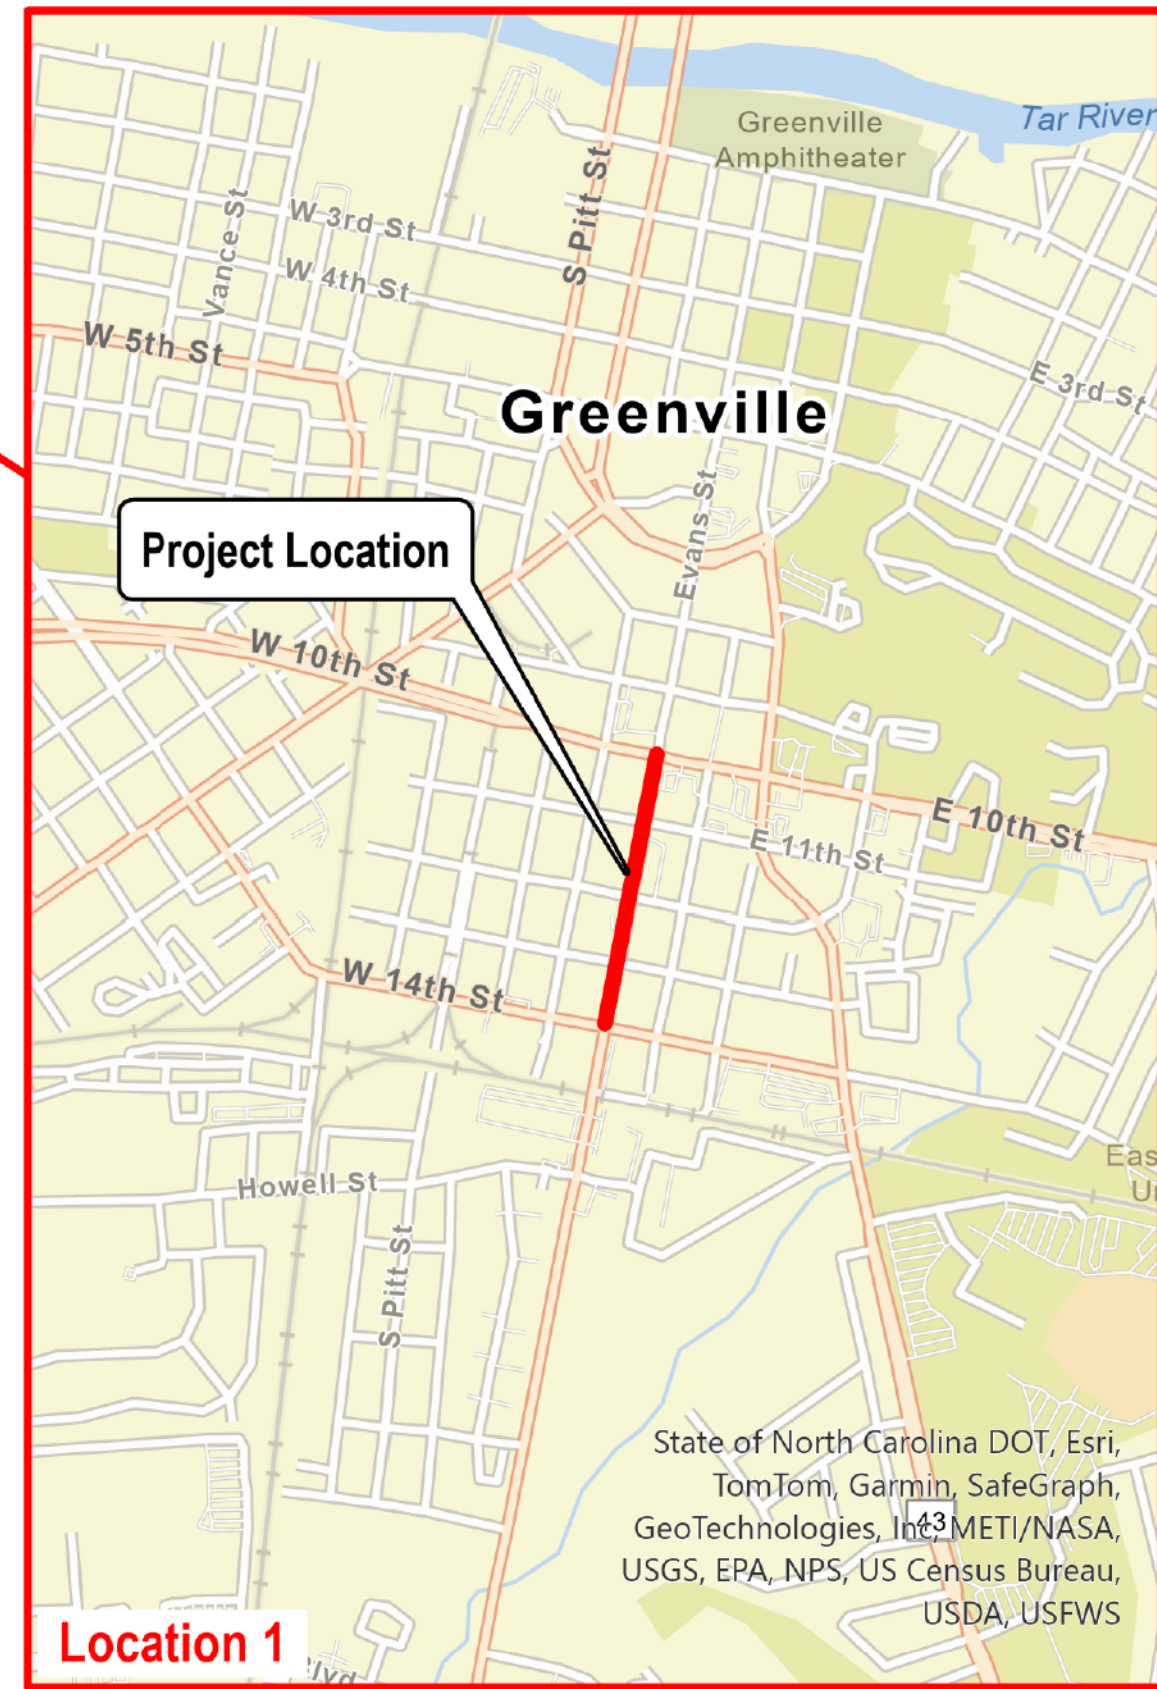 Tar River
Greenville
Amphitheater
S Pitt St
Vance St
W 3rd St
W 4th St
W 5th St
E 3rd St
Greenville
Evans St
Project Location
W 10th St
E 10th St
E 11th St
W 14th St
Eas
U
Howell St
S Pitt St
State of North Carolina DOT, Esri,
TomTom, Garmin, SafeGraph,
GeoTechnologies, Inc, METI/NASA,
43
USGS, EPA, NPS, US Census Bureau,
USDA, USFWS
Location 1
Blvd